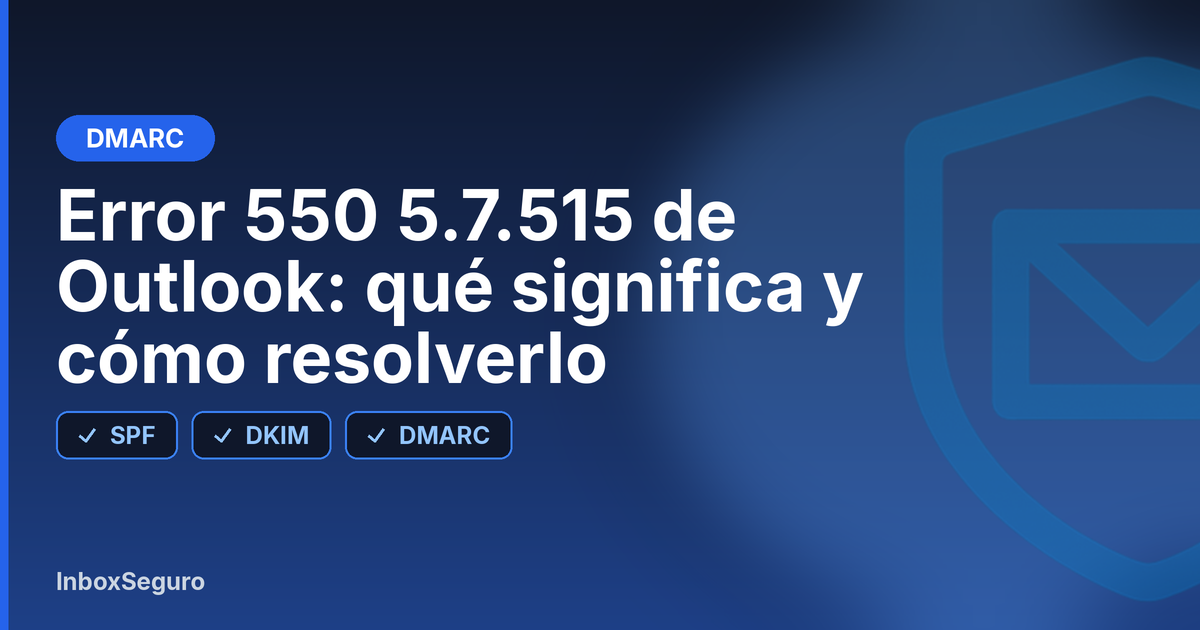 DMARC
Error 550 5.7.515 de
Outlook: qué significa y
cómo resolverlo
SPF
DKIM
DMARC
InboxSeguro